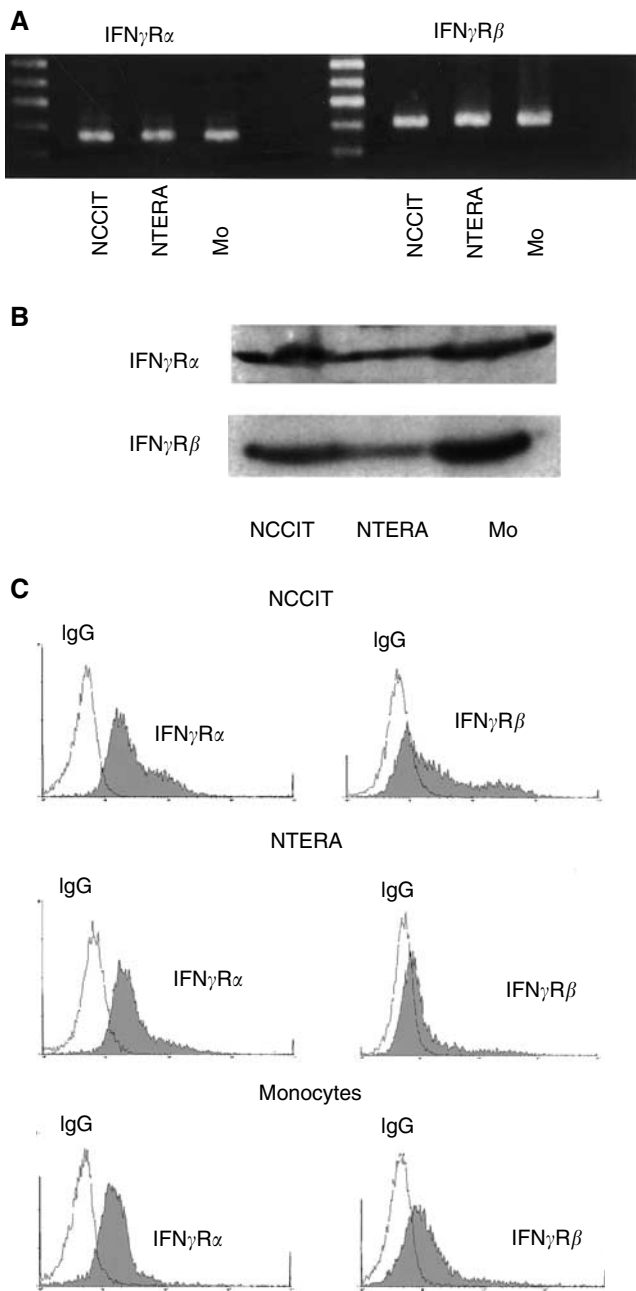 A
IFNγRα
IFNγRβ
NCCIT
NTERA
Mo
NCCIT
NTERA
Mo
B
IFNγRα
IFNγRβ
NCCIT NTERA Mo
C
NCCIT
IgG
IFNγRα
IgG
IFNγRβ
NTERA
IgG
IFNγRα
IgG
IFNγRβ
Monocytes
IgG
IFNγRα
IgG
IFNγRβ